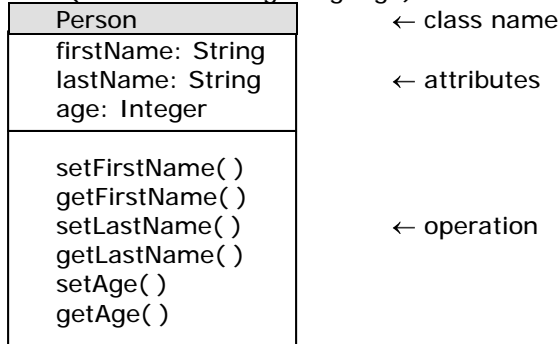 Person ← class name
firstName: String
lastName: String ← attributes
age: Integer
setFirstName( )
getFirstName( )
setLastName( ) ← operation
getLastName( )
setAge( )
getAge( )